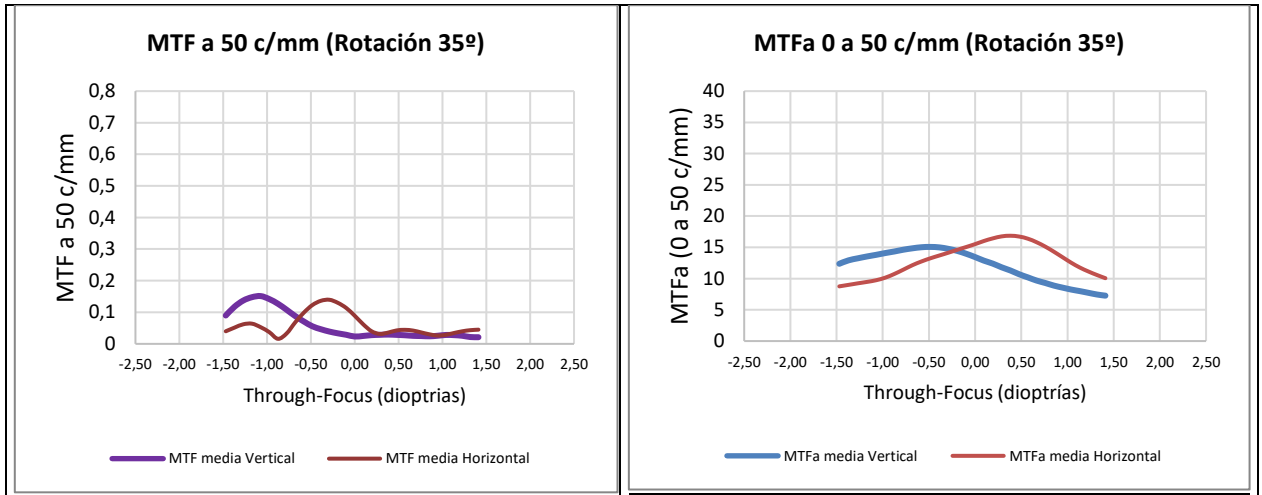 MTF a 50 c/mm (Rotación 35º)
MTF a 50 c/mm
0,8
0,7
0,6
0,5
0,4
0,3
0,2
0,1
0
-2,50 -2,00 -1,50 -1,00 -0,50 0,00 0,50 1,00 1,50 2,00 2,50
Through-Focus (dioptrias)
MTF media Vertical MTF media Horizontal
MTFa 0 a 50 c/mm (Rotación 35º)
MTFa (0 a 50 c/mm)
40
35
30
25
20
15
10
5
0
-2,50 -2,00 -1,50 -1,00 -0,50 0,00 0,50 1,00 1,50 2,00 2,50
Through-Focus (dioptrías)
MTFa media Vertical MTFa media Horizontal